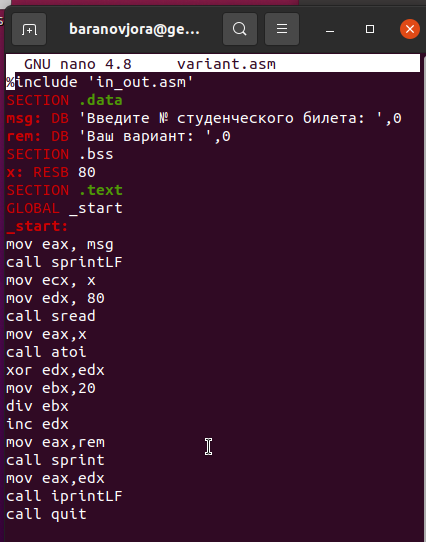 baranovjora@ge...
GNU nano 4.8 variant.asm
%include 'in_out.asm'
SECTION .data
msg: DB 'Введите № студенческого билета: ',0
rem: DB 'Ваш вариант: ',0
SECTION .bss
x: RESB 80
SECTION .text
GLOBAL _start
_start:
mov eax, msg
call sprintLF
mov ecx, x
mov edx, 80
call sread
mov eax,x
call atoi
xor edx,edx
mov ebx,20
div ebx
inc edx
mov eax,rem
call sprint
mov eax,edx
call iprintLF
call quit